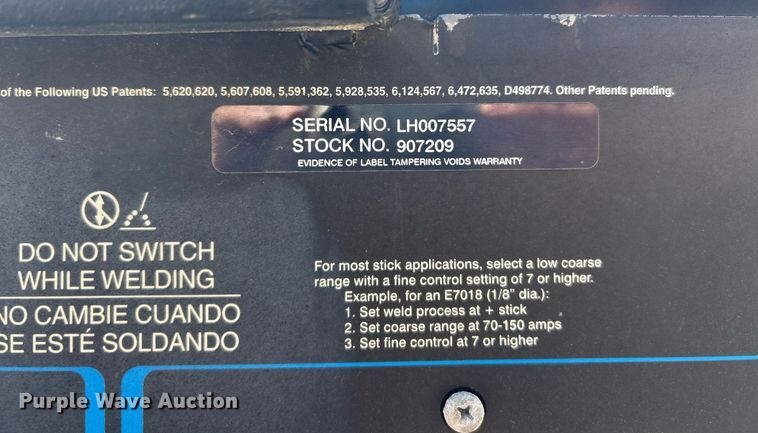 of the Following US Patents: 5,620,620, 5,607,608, 5,591,362, 5,928,535, 6,124,567, 6,472,635, D498774. Other Patents pending.
SERIAL NO. LH007557
STOCK NO. 907209
EVIDENCE OF LABEL TAMPERING VOIDS WARRANTY
DO NOT SWITCH
WHILE WELDING
NO CAMBIE CUANDO
SE ESTÉ SOLDANDO
For most stick applications, select a low coarse
range with a fine control setting of 7 or higher.
Example, for an E7018 (1/8" dia.):
1. Set weld process at + stick
2. Set coarse range at 70-150 amps
3. Set fine control at 7 or higher
Purple Wave Auction